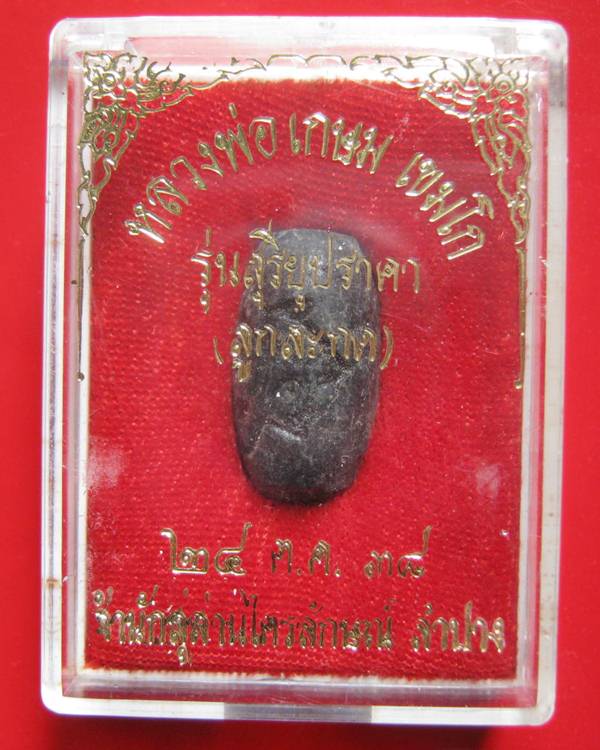 หลวงพ่อ เกษม เขมโก
รุ่นสุริยุปราคา
(ลูกสะกด)
๒๔ ต.ค. ๓๘
สำนักสุสานไตรลักษณ์ ลำปาง